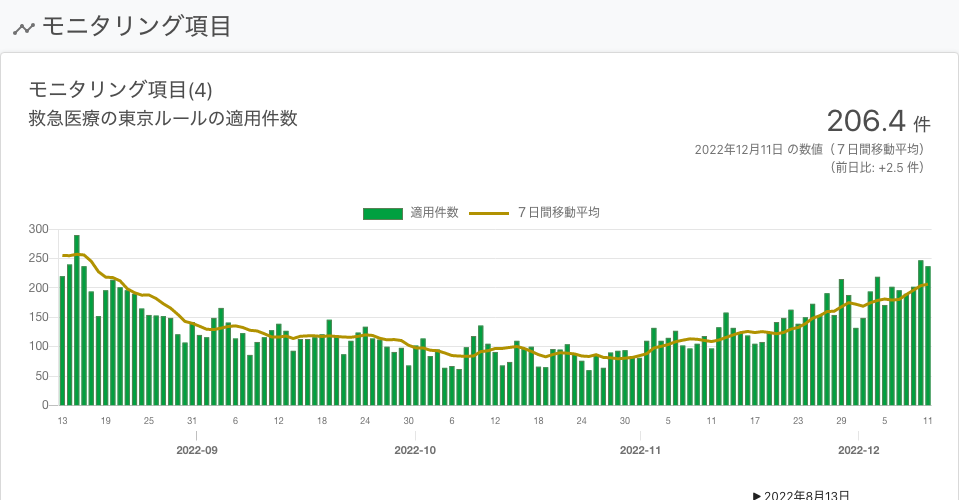 モニタリング項目
モニタリング項目(4)
救急医療の東京ルールの適用件数
206.4 件
2022年12月11日 の数値（７日間移動平均）
（前日比: +2.5 件）
適用件数 ７日間移動平均
300
250
200
150
100
50
0
13 19 25 31 6 12 18 24 30 6 12 18 24 30 5 11 17 23 29 5 11
2022-09 2022-10 2022-11 2022-12
▶ 2022年8月13日